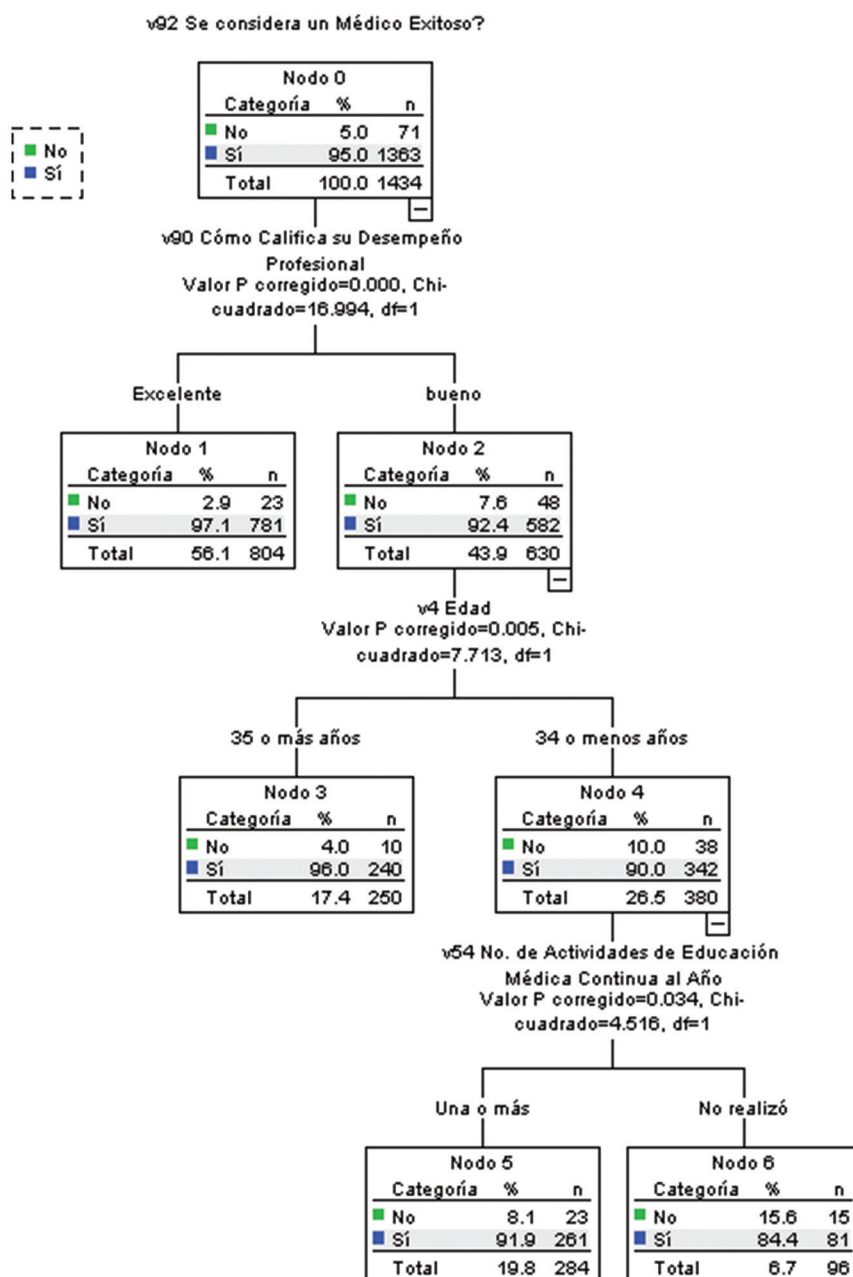 v92 Se considera un Médico Exitoso?
No
Sí
Nodo 0
Categoría % n
No 5.0 71
Sí 95.0 1363
Total 100.0 1434
v90 Cómo Califica su Desempeño
Profesional
Valor P corregido=0.000, Chi-
cuadrado=16.994, df=1
Excelente
bueno
Nodo 1
Categoría % n
No 2.9 23
Sí 97.1 781
Total 56.1 804
Nodo 2
Categoría % n
No 7.6 48
Sí 92.4 582
Total 43.9 630
v4 Edad
Valor P corregido=0.005, Chi-
cuadrado=7.713, df=1
35 o más años
34 o menos años
Nodo 3
Categoría % n
No 4.0 10
Sí 96.0 240
Total 17.4 250
Nodo 4
Categoría % n
No 10.0 38
Sí 90.0 342
Total 26.5 380
v54 No. de Actividades de Educación
Médica Continua al Año
Valor P corregido=0.034, Chi-
cuadrado=4.516, df=1
Una o más
No realizó
Nodo 5
Categoría % n
No 8.1 23
Sí 91.9 261
Total 19.8 284
Nodo 6
Categoría % n
No 15.6 15
Sí 84.4 81
Total 6.7 96